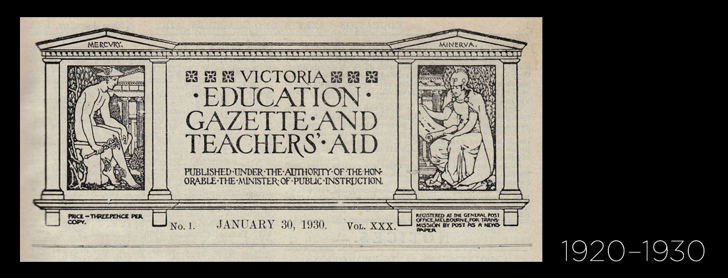 MERCURY.
MINERVA.
VICTORIA
·EDUCATION·
GAZETTE·AND
TEACHERS'·AID
PUBLISHED·UNDER·THE·AUTHORITY·OF·THE·HON-
ORABLE·THE·MINISTER·OF·PUBLIC·INSTRUCTION.
PRICE – THREEPENCE PER
COPY.
No. 1. JANUARY 30, 1930. Vol. XXX.
REGISTERED AT THE GENERAL POST
OFFICE, MELBOURNE, FOR TRANS-
MISSION BY POST AS A NEWS-
PAPER
1920–1930